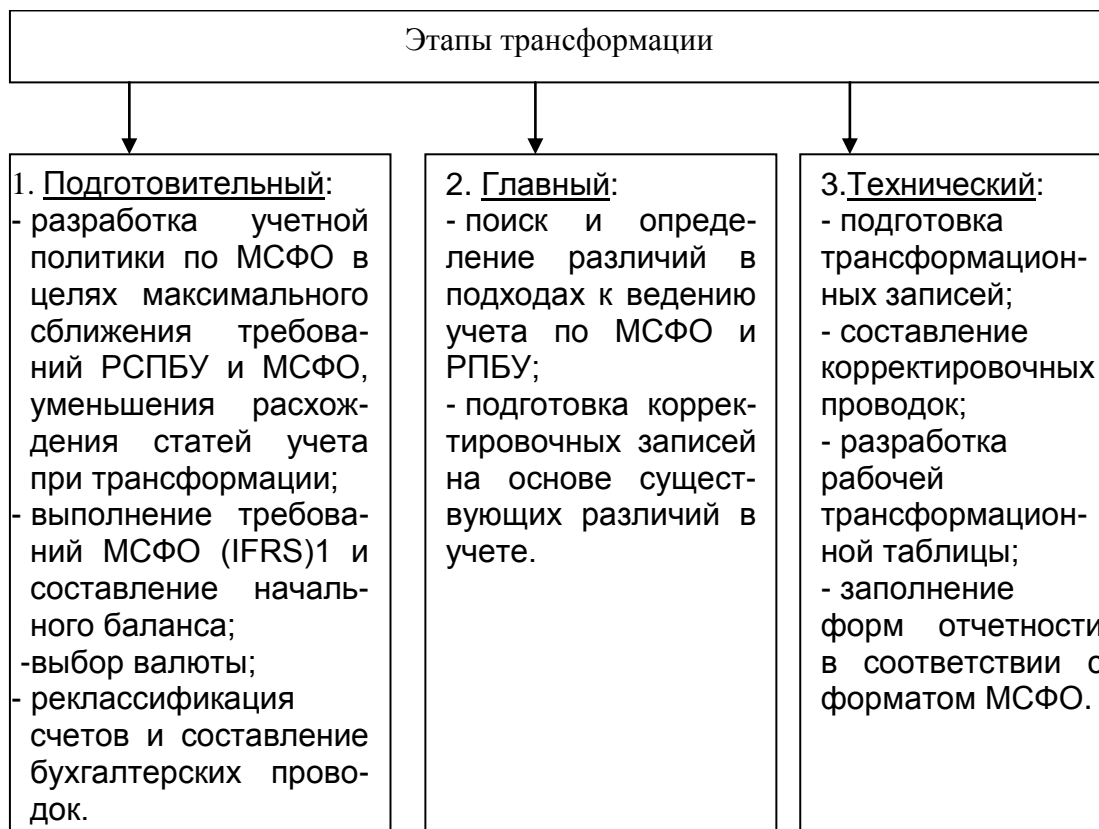 Этапы трансформации
1. Подготовительный:
- разработка учетной
политики по МСФО в
целях максимального
сближения требова-
ний РСПБУ и МСФО,
уменьшения расхож-
дения статей учета
при трансформации;
- выполнение требова-
ний МСФО (IFRS)1 и
составление началь-
ного баланса;
-выбор валюты;
- реклассификация
счетов и составление
бухгалтерских прово-
док.
2. Главный:
- поиск и опреде-
ление различий в
подходах к ведению
учета по МСФО и
РПБУ;
- подготовка коррек-
тировочных записей
на основе сущест-
вующих различий в
учете.
3.Технический:
- подготовка
трансформацион-
ных записей;
- составление
корректировочных
проводок;
- разработка
рабочей
трансформацион-
ной таблицы;
- заполнение
форм отчетности
в соответствии с
форматом МСФО.